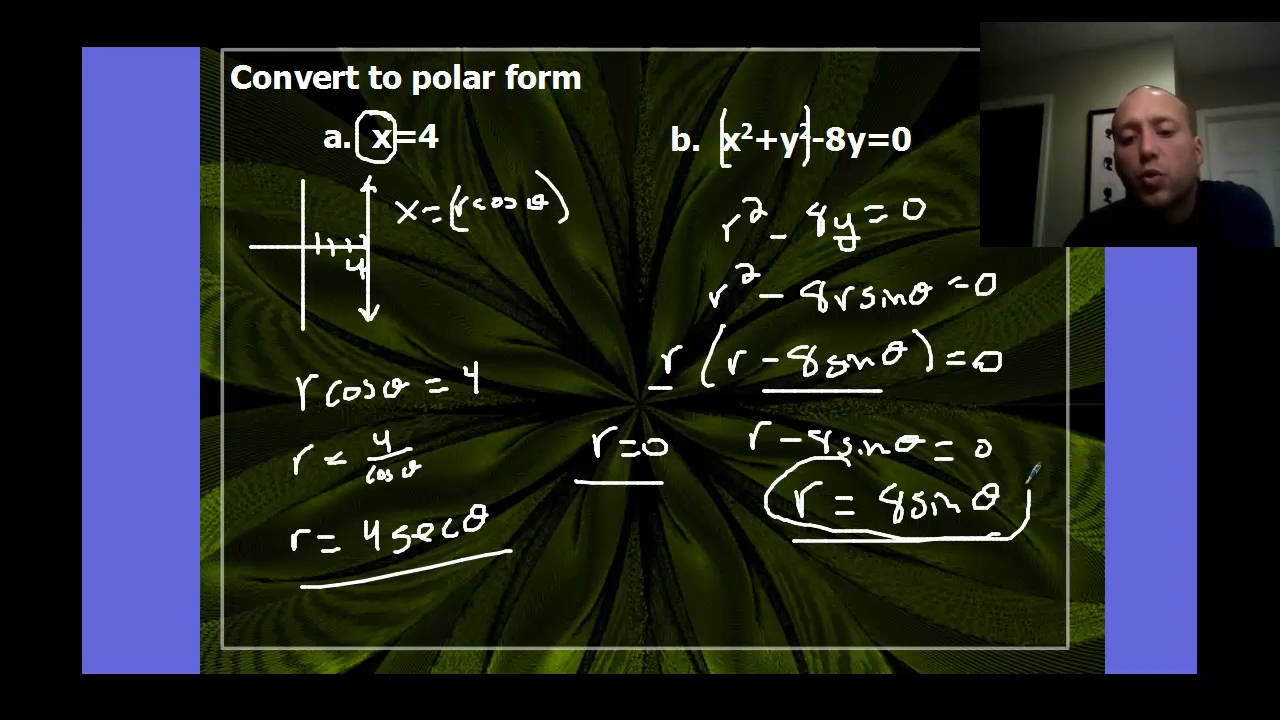 Convert to polar form
a. x=4
x=(r cos θ)
4
r cos θ = 4
r = 4/cos θ
r = 4 sec θ
b. (x²+y²)-8y=0
r² - 8y = 0
r² - 8r sin θ = 0
r (r - 8 sin θ) = 0
r = 0
r - 8 sin θ = 0
r = 8 sin θ